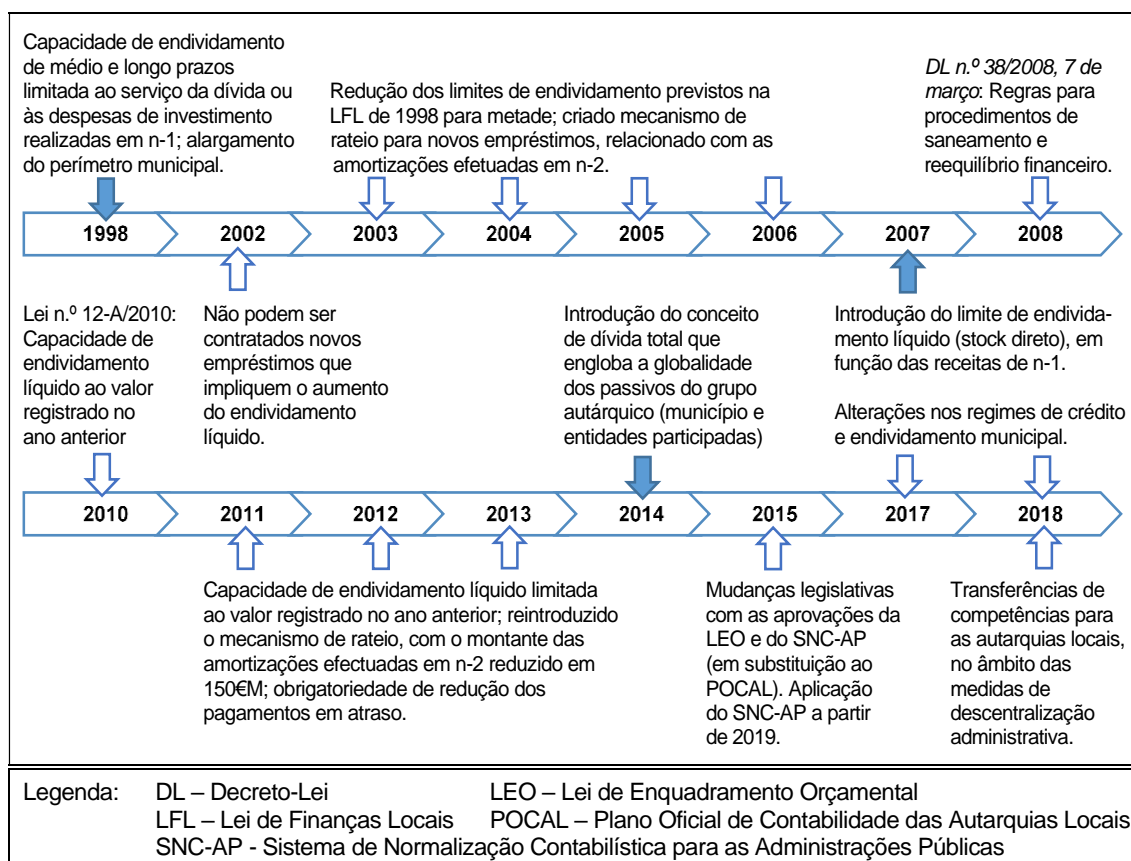 Capacidade de endividamento
de médio e longo prazos
limitada ao serviço da dívida ou
às despesas de investimento
realizadas em n-1; alargamento
do perímetro municipal.
Redução dos limites de endividamento previstos na
LFL de 1998 para metade; criado mecanismo de
rateio para novos empréstimos, relacionado com as
amortizações efetuadas em n-2.
DL n.º 38/2008, 7 de
março: Regras para
procedimentos de
saneamento e
reequilíbrio financeiro.
1998 2002 2003 2004 2005 2006 2007 2008
Lei n.º 12-A/2010:
Capacidade de
endividamento
líquido ao valor
registrado no
ano anterior
Não podem ser
contratados novos
empréstimos que
impliquem o aumento
do endividamento
líquido.
Introdução do conceito
de dívida total que
engloba a globalidade
dos passivos do grupo
autárquico (município e
entidades participadas)
Introdução do limite de endivida-
mento líquido (stock direto), em
função das receitas de n-1.
Alterações nos regimes de crédito
e endividamento municipal.
2010 2011 2012 2013 2014 2015 2017 2018
Capacidade de endividamento líquido limitada
ao valor registrado no ano anterior; reintroduzido
o mecanismo de rateio, com o montante das
amortizações efectuadas em n-2 reduzido em
150€M; obrigatoriedade de redução dos
pagamentos em atraso.
Mudanças legislativas
com as aprovações da
LEO e do SNC-AP
(em substituição ao
POCAL). Aplicação
do SNC-AP a partir
de 2019.
Transferências de
competências para
as autarquias locais,
no âmbito das
medidas de
descentralização
administrativa.
Legenda: DL – Decreto-Lei LEO – Lei de Enquadramento Orçamental
LFL – Lei de Finanças Locais POCAL – Plano Oficial de Contabilidade das Autarquias Locais
SNC-AP - Sistema de Normalização Contabilística para as Administrações Públicas